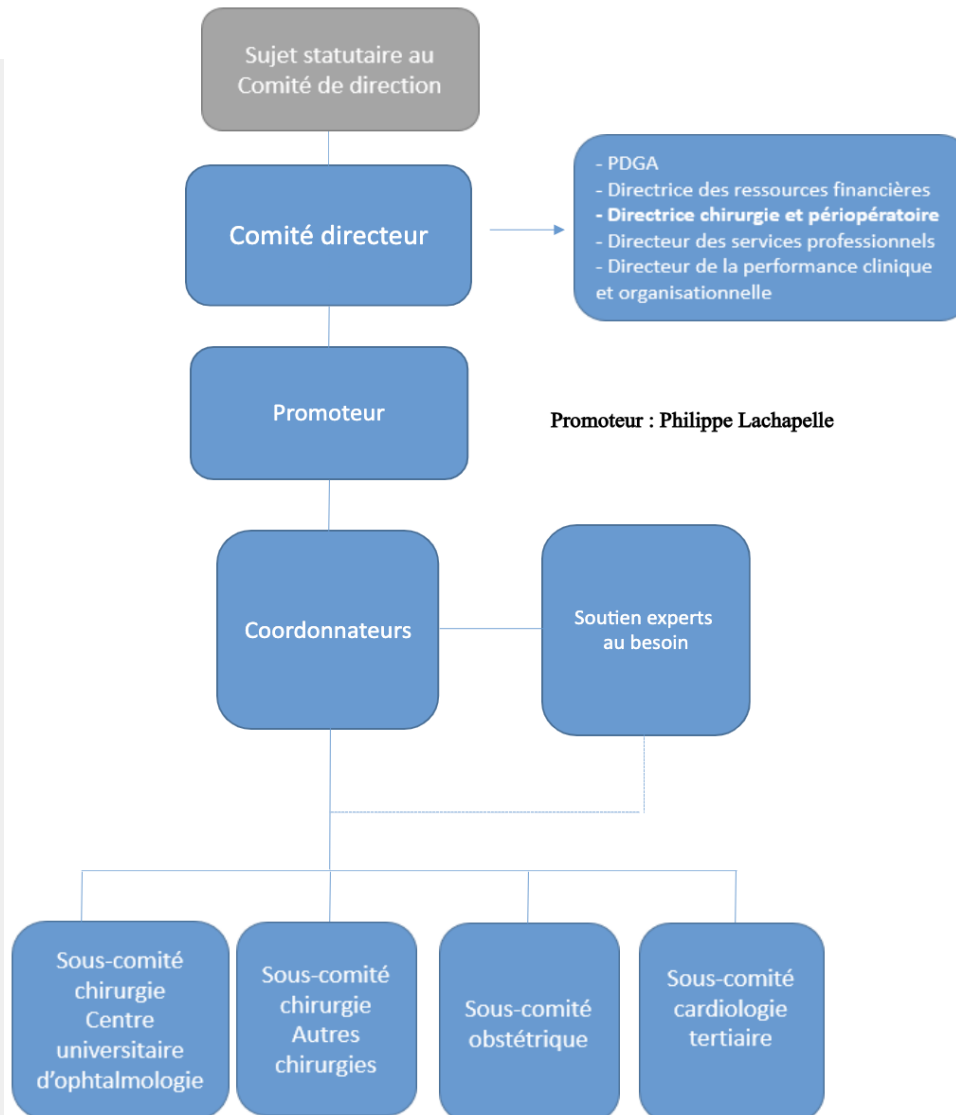 Sujet statutaire au
Comité de direction
Comité directeur
- PDGA
- Directrice des ressources financières
- Directrice chirurgie et périopératoire
- Directeur des services professionnels
- Directeur de la performance clinique
et organisationnelle
Promoteur
Promoteur : Philippe Lachapelle
Coordonnateurs
Soutien experts
au besoin
Sous-comité
chirurgie
Centre
universitaire
d’ophtalmologie
Sous-comité
chirurgie
Autres
chirurgies
Sous-comité
obstétrique
Sous-comité
cardiologie
tertiaire